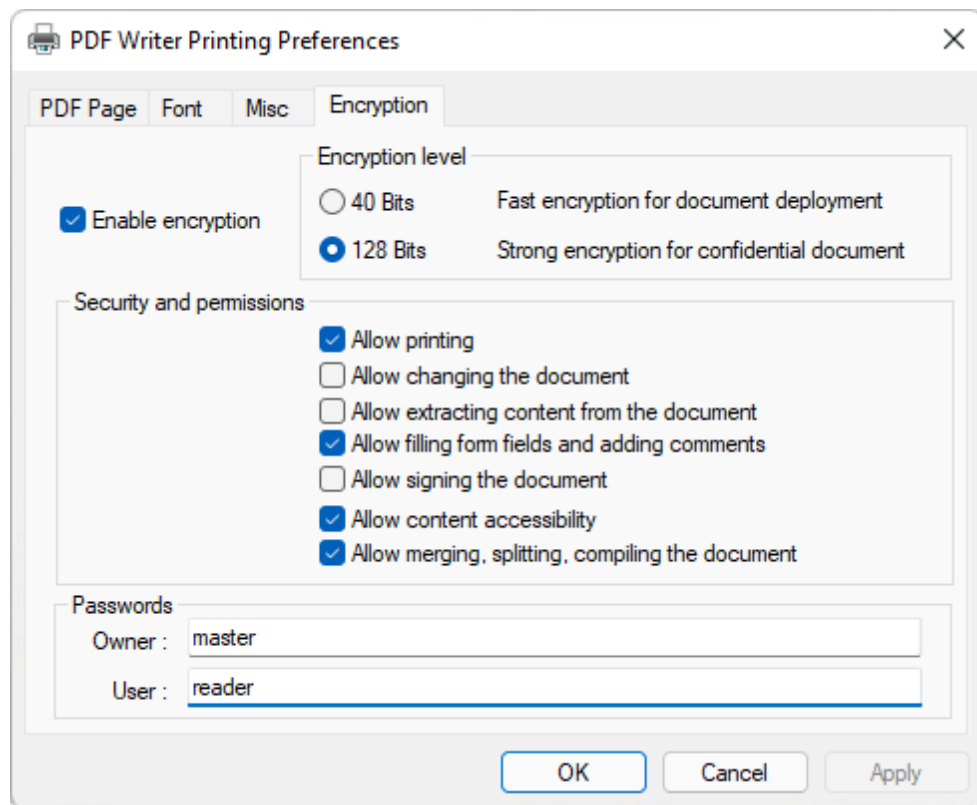 PDF Writer Printing Preferences
PDF Page Font Misc Encryption
Encryption level
Enable encryption
40 Bits Fast encryption for document deployment
128 Bits Strong encryption for confidential document
Security and permissions
Allow printing
Allow changing the document
Allow extracting content from the document
Allow filling form fields and adding comments
Allow signing the document
Allow content accessibility
Allow merging, splitting, compiling the document
Passwords
Owner : master
User : reader
OK Cancel Apply